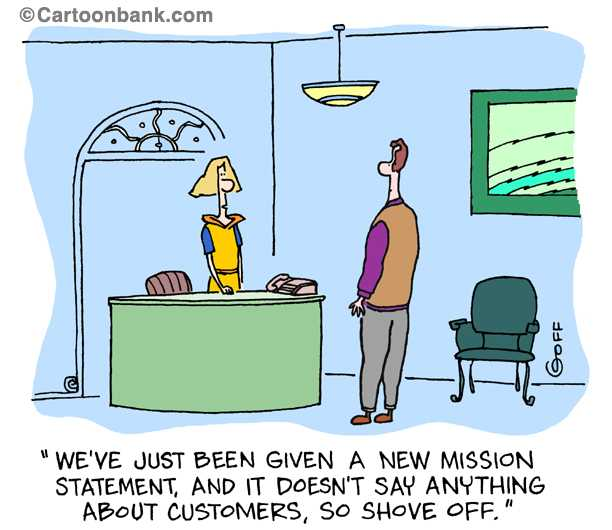 ©Cartoonbank.com
GOFF
"WE'VE JUST BEEN GIVEN A NEW MISSION
STATEMENT, AND IT DOESN'T SAY ANYTHING
ABOUT CUSTOMERS, SO SHOVE OFF."